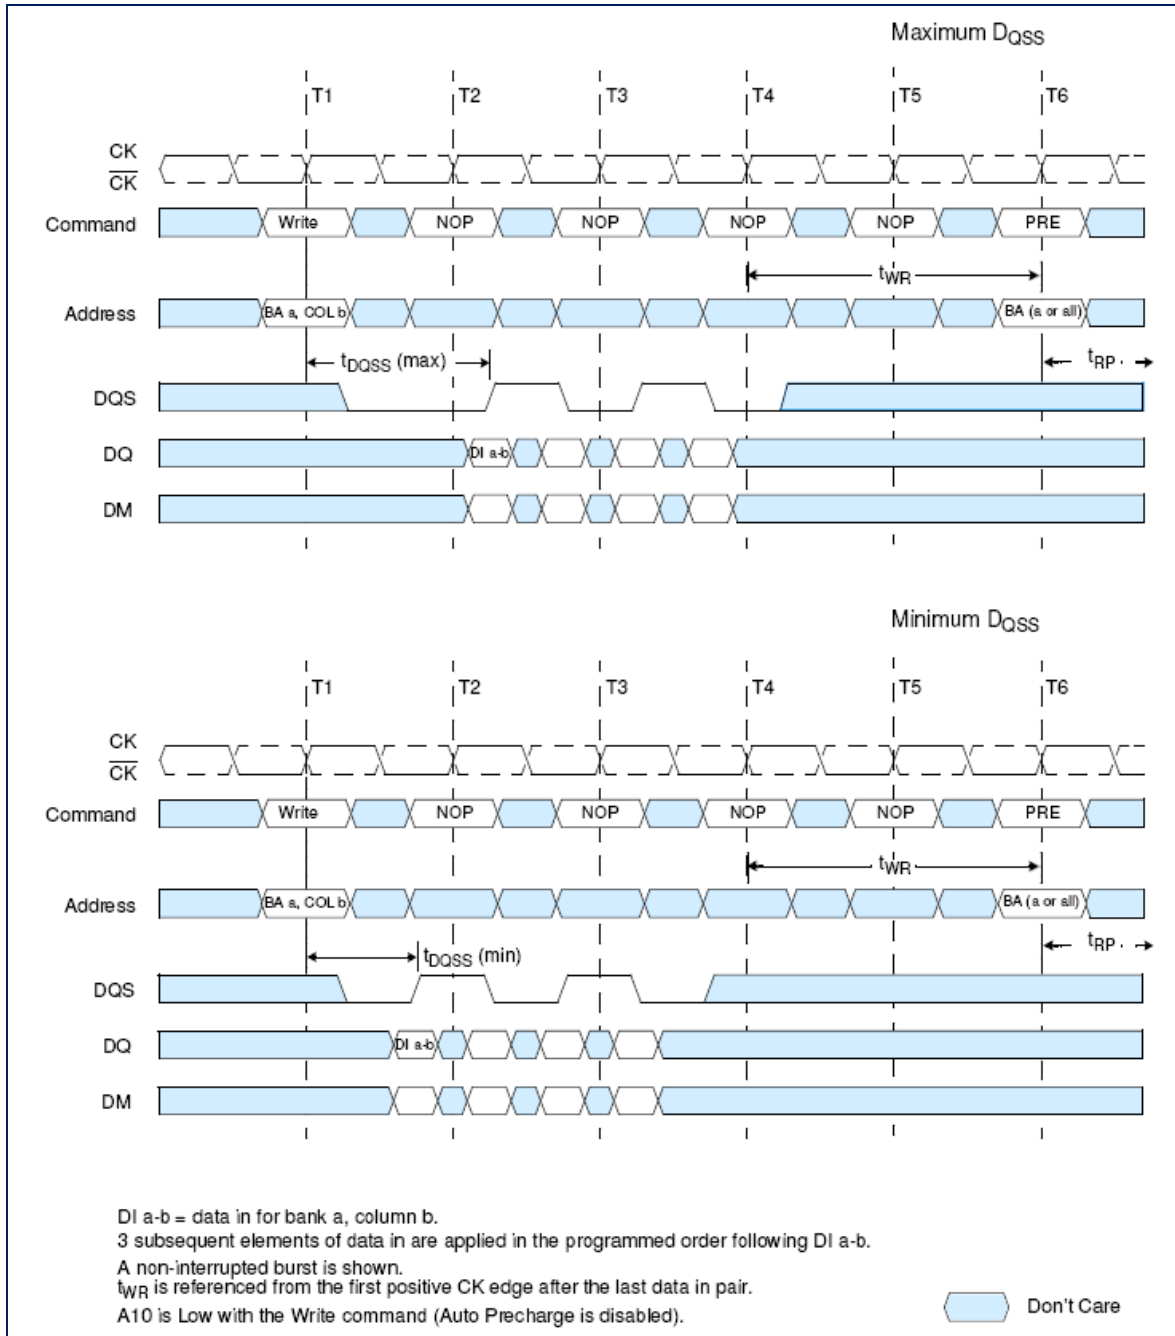 Maximum DQSS
T1 T2 T3 T4 T5 T6
CK
CK
Command Write NOP NOP NOP NOP PRE
tWR
Address BA a, COL b BA (a or all)
tDQSS (max) tRP
DQS
DQ DI a-b
DM
Minimum DQSS
T1 T2 T3 T4 T5 T6
CK
CK
Command Write NOP NOP NOP NOP PRE
tWR
Address BA a, COL b BA (a or all)
tDQSS (min) tRP
DQS
DQ DI a-b
DM
DI a-b = data in for bank a, column b.
3 subsequent elements of data in are applied in the programmed order following DI a-b.
A non-interrupted burst is shown.
tWR is referenced from the first positive CK edge after the last data in pair.
A10 is Low with the Write command (Auto Precharge is disabled).
Don't Care